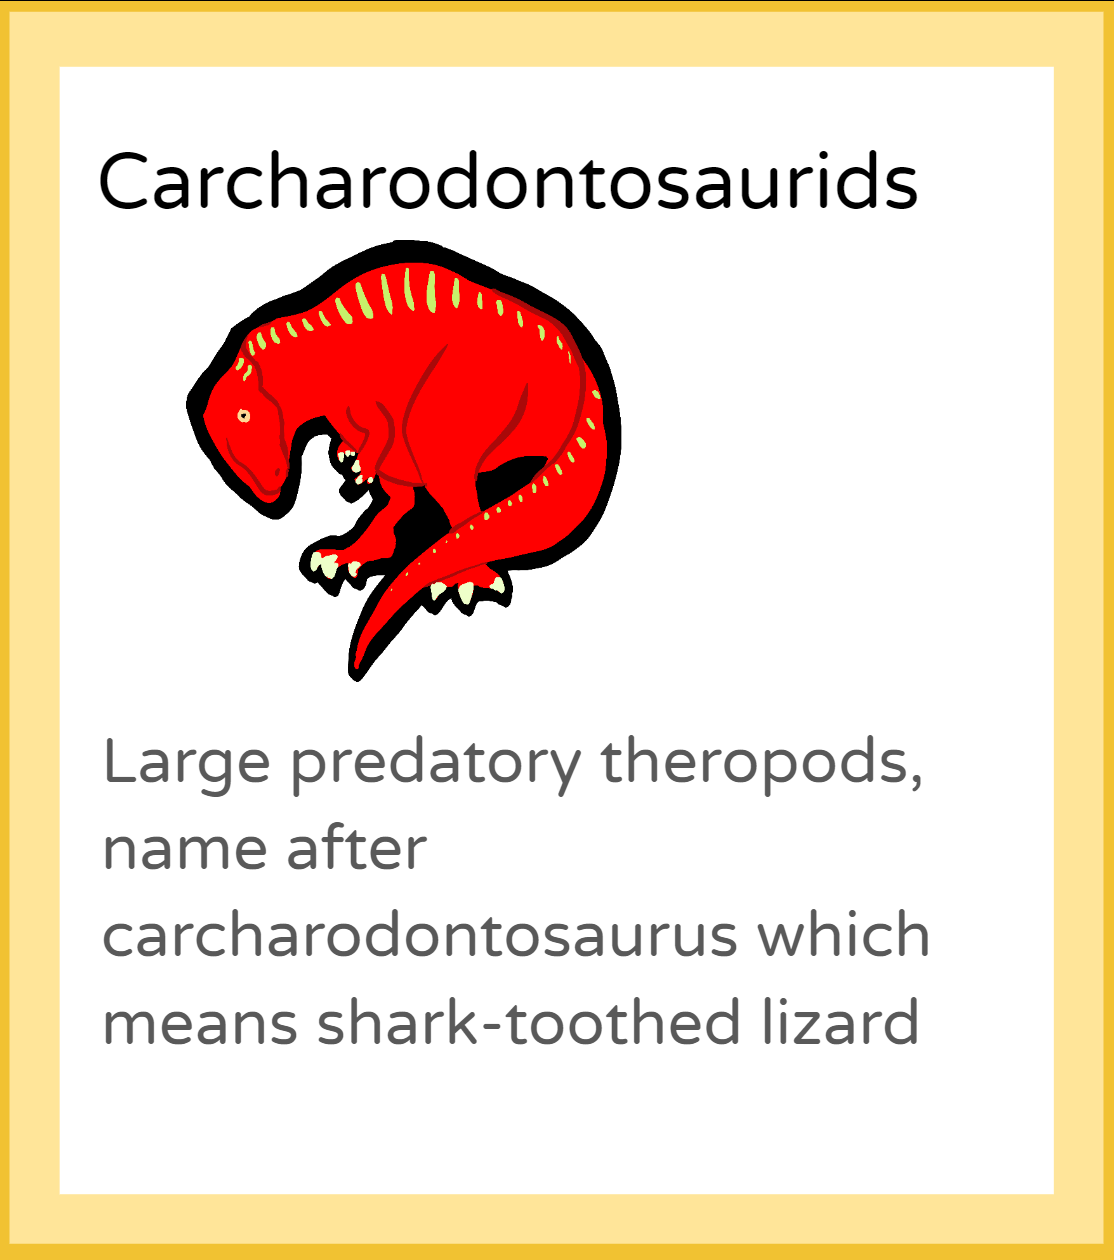 Carcharodontosaurids
Large predatory theropods,
name after
carcharodontosaurus which
means shark-toothed lizard